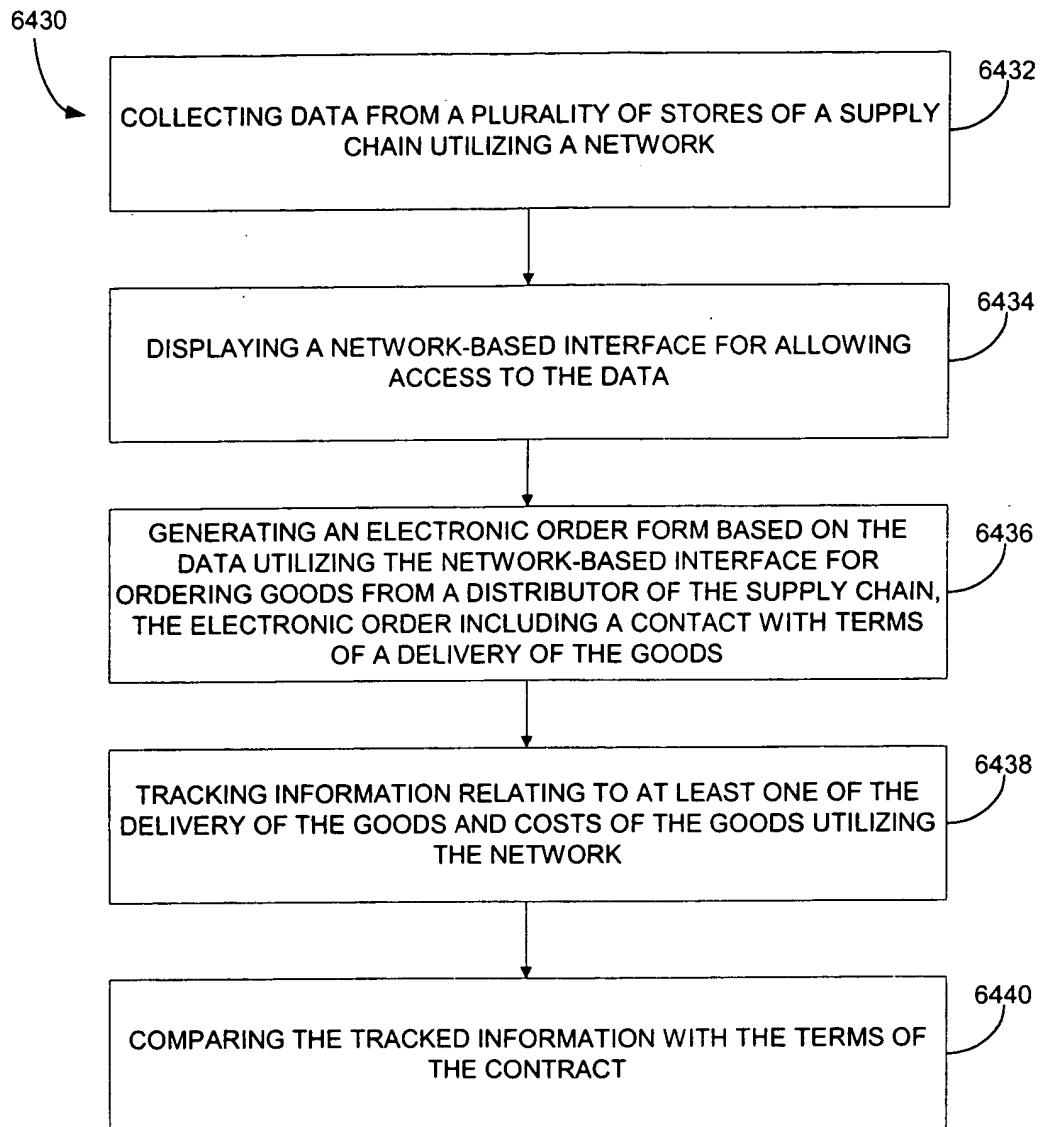 6430
6432
COLLECTING DATA FROM A PLURALITY OF STORES OF A SUPPLY
CHAIN UTILIZING A NETWORK
6434
DISPLAYING A NETWORK-BASED INTERFACE FOR ALLOWING
ACCESS TO THE DATA
6436
GENERATING AN ELECTRONIC ORDER FORM BASED ON THE
DATA UTILIZING THE NETWORK-BASED INTERFACE FOR
ORDERING GOODS FROM A DISTRIBUTOR OF THE SUPPLY CHAIN,
THE ELECTRONIC ORDER INCLUDING A CONTACT WITH TERMS
OF A DELIVERY OF THE GOODS
6438
TRACKING INFORMATION RELATING TO AT LEAST ONE OF THE
DELIVERY OF THE GOODS AND COSTS OF THE GOODS UTILIZING
THE NETWORK
6440
COMPARING THE TRACKED INFORMATION WITH THE TERMS OF
THE CONTRACT